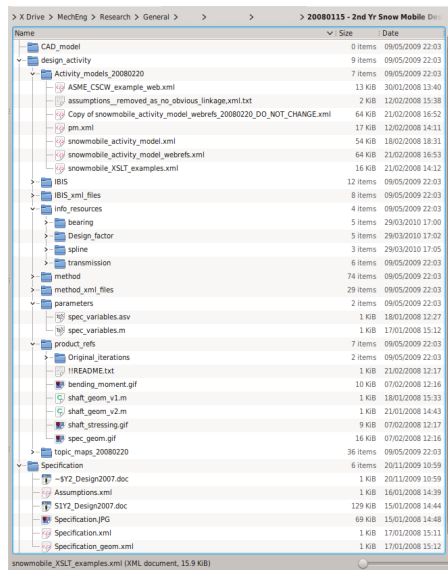 > X Drive > MechEng > Research > General > > > > 20080115 - 2nd Yr Snow Mobile Des
Name Size Date
CAD_model 0 items 09/05/2009 22:03
design_activity 9 items 09/05/2009 22:03
Activity_models_20080220 7 items 09/05/2009 22:03
ASME_CSCW_example_web.xml 13 KiB 30/01/2008 13:40
assumptions__removed_as_no_obvious_linkage,xml.txt 2 KiB 12/02/2008 15:38
Copy of snowmobile_activity_model_webrefs_20080220_DO_NOT_CHANGE.xml 64 KiB 21/02/2008 16:52
pm.xml 17 KiB 12/02/2008 14:11
snowmobile_activity_model.xml 54 KiB 18/02/2008 18:31
snowmobile_activity_model_webrefs.xml 64 KiB 21/02/2008 16:53
snowmobile_XSLT_examples.xml 16 KiB 21/02/2008 14:12
IBIS 12 items 09/05/2009 22:03
IBIS_xml_files 8 items 09/05/2009 22:03
info_resources 4 items 09/05/2009 22:03
bearing 5 items 29/03/2010 17:00
Design_factor 5 items 29/03/2010 17:02
spline 3 items 29/03/2010 17:05
transmission 6 items 09/05/2009 22:03
method 74 items 09/05/2009 22:03
method_xml_files 29 items 09/05/2009 22:03
parameters 2 items 09/05/2009 22:03
spec_variables.asv 1 KiB 18/01/2008 12:27
spec_variables.m 1 KiB 17/01/2008 15:12
product_refs 7 items 09/05/2009 22:03
Original_iterations 2 items 09/05/2009 22:03
!!README.txt 1 KiB 21/02/2008 12:17
bending_moment.gif 10 KiB 07/02/2008 12:16
shaft_geom_v1.m 1 KiB 18/01/2008 15:33
shaft_geom_v2.m 1 KiB 21/01/2008 14:43
shaft_stressing.gif 9 KiB 07/02/2008 12:17
spec_geom.gif 16 KiB 07/02/2008 12:16
topic_maps_20080220 36 items 09/05/2009 22:03
Specification 6 items 20/11/2009 10:59
~$Y2_Design2007.doc 1 KiB 20/11/2009 10:59
Assumptions.xml 1 KiB 16/01/2008 14:39
S1Y2_Design2007.doc 129 KiB 15/01/2008 14:44
Specification.JPG 69 KiB 15/01/2008 14:48
Specification.xml 1 KiB 17/01/2008 15:11
Specification_geom.xml 1 KiB 17/01/2008 15:12
snowmobile_XSLT_examples.xml (XML document, 15.9 KiB)